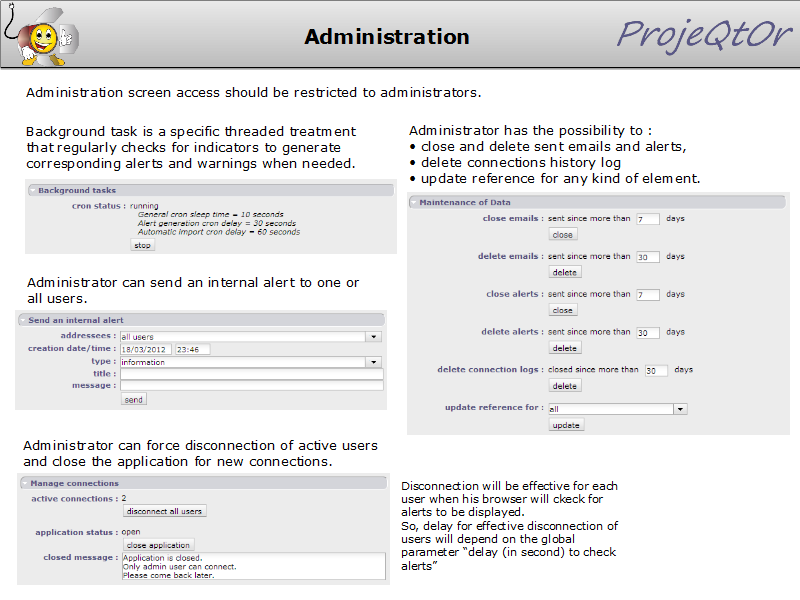 Administration
ProjeQtOr
Administration screen access should be restricted to administrators.
Background task is a specific threaded treatment
that regularly checks for indicators to generate
corresponding alerts and warnings when needed.
Background tasks
cron status : running
General cron sleep time = 10 seconds
Alert generation cron delay = 30 seconds
Automatic import cron delay = 60 seconds
stop
Administrator can send an internal alert to one or
all users.
Send an internal alert
addressees : all users
creation date/time : 18/03/2012 23:46
type : information
title :
message :
send
Administrator can force disconnection of active users
and close the application for new connections.
Manage connections
active connections : 2
disconnect all users
application status : open
close application
closed message : Application is closed.
Only admin user can connect.
Please come back later.
Administrator has the possibility to :
• close and delete sent emails and alerts,
• delete connections history log
• update reference for any kind of element.
Maintenance of Data
close emails : sent since more than 7 days
close
delete emails : sent since more than 30 days
delete
close alerts : sent since more than 7 days
close
delete alerts : sent since more than 30 days
delete
delete connection logs : closed since more than 30 days
delete
update reference for : all
update
Disconnection will be effective for each
user when his browser will ckeck for
alerts to be displayed.
So, delay for effective disconnection of
users will depend on the global
parameter “delay (in second) to check
alerts”